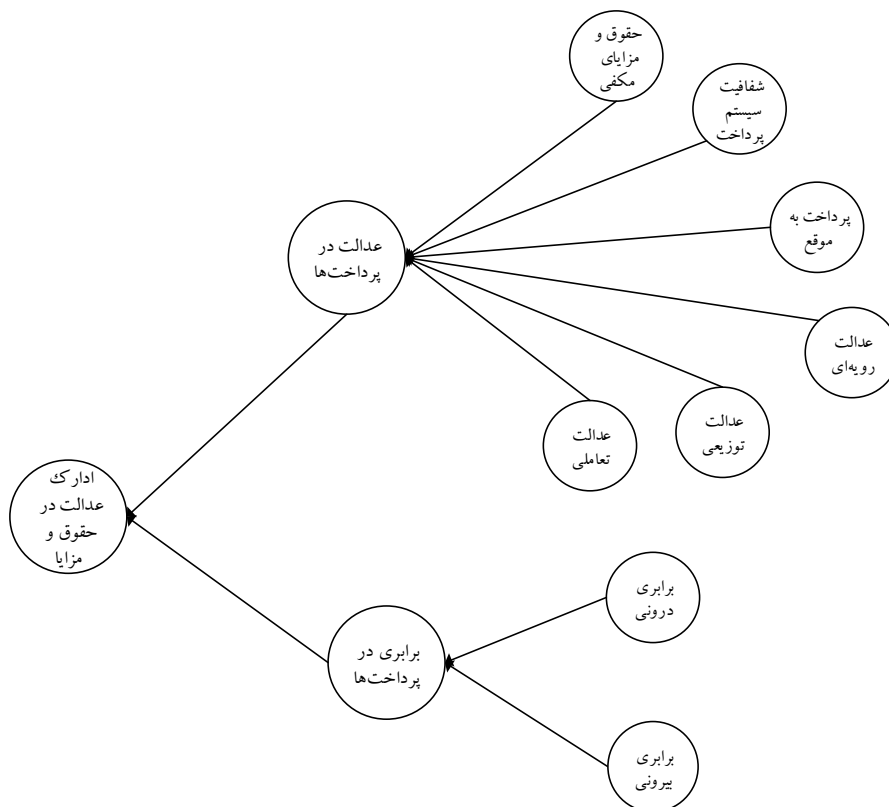 حقوق و
مزایای
مکفی
شفافیت
سیستم
پرداخت
پرداخت به
موقع
عدالت در
پرداخت‌ها
عدالت
رویه‌ای
عدالت
توزیعی
عدالت
تعاملی
ادارک
عدالت در
حقوق و
مزایا
برابری
درونی
برابری در
پرداخت‌ها
برابری
بیرونی